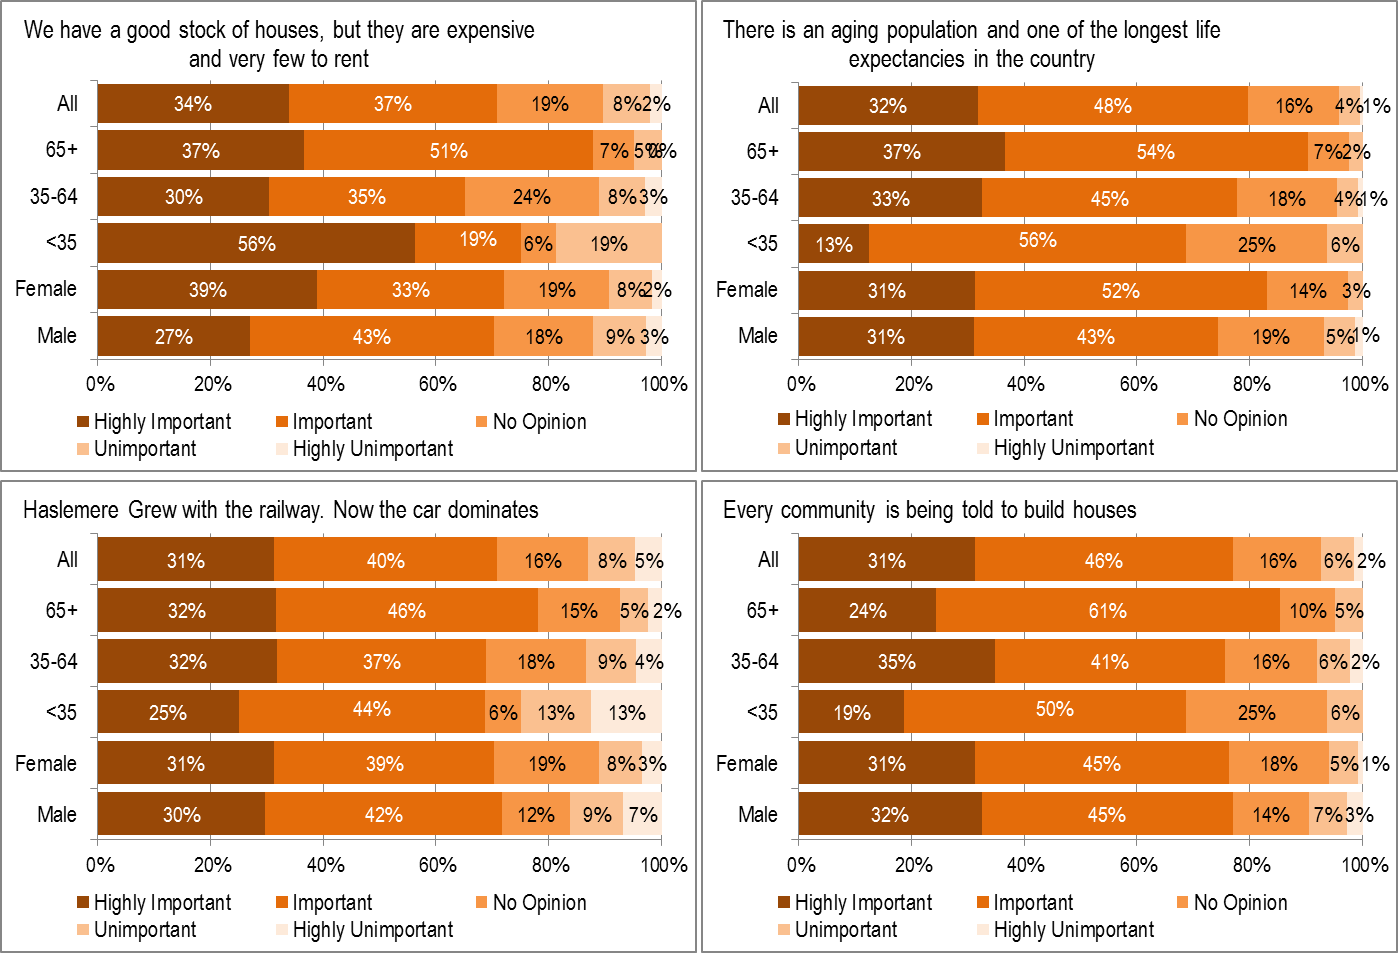 We have a good stock of houses, but they are expensive
and very few to rent
All 34% 37% 19% 8% 2%
65+ 37% 51% 7% 5% 0%
35-64 30% 35% 24% 8% 3%
<35 56% 19% 6% 19%
Female 39% 33% 19% 8% 2%
Male 27% 43% 18% 9% 3%
0% 20% 40% 60% 80% 100%
Highly Important Important No Opinion
Unimportant Highly Unimportant
There is an aging population and one of the longest life
expectancies in the country
All 32% 48% 16% 4% 1%
65+ 37% 54% 7% 2%
35-64 33% 45% 18% 4% 1%
<35 13% 56% 25% 6%
Female 31% 52% 14% 3%
Male 31% 43% 19% 5% 1%
0% 20% 40% 60% 80% 100%
Highly Important Important No Opinion
Unimportant Highly Unimportant
Haslemere Grew with the railway. Now the car dominates
All 31% 40% 16% 8% 5%
65+ 32% 46% 15% 5% 2%
35-64 32% 37% 18% 9% 4%
<35 25% 44% 6% 13% 13%
Female 31% 39% 19% 8% 3%
Male 30% 42% 12% 9% 7%
0% 20% 40% 60% 80% 100%
Highly Important Important No Opinion
Unimportant Highly Unimportant
Every community is being told to build houses
All 31% 46% 16% 6% 2%
65+ 24% 61% 10% 5%
35-64 35% 41% 16% 6% 2%
<35 19% 50% 25% 6%
Female 31% 45% 18% 5% 1%
Male 32% 45% 14% 7% 3%
0% 20% 40% 60% 80% 100%
Highly Important Important No Opinion
Unimportant Highly Unimportant